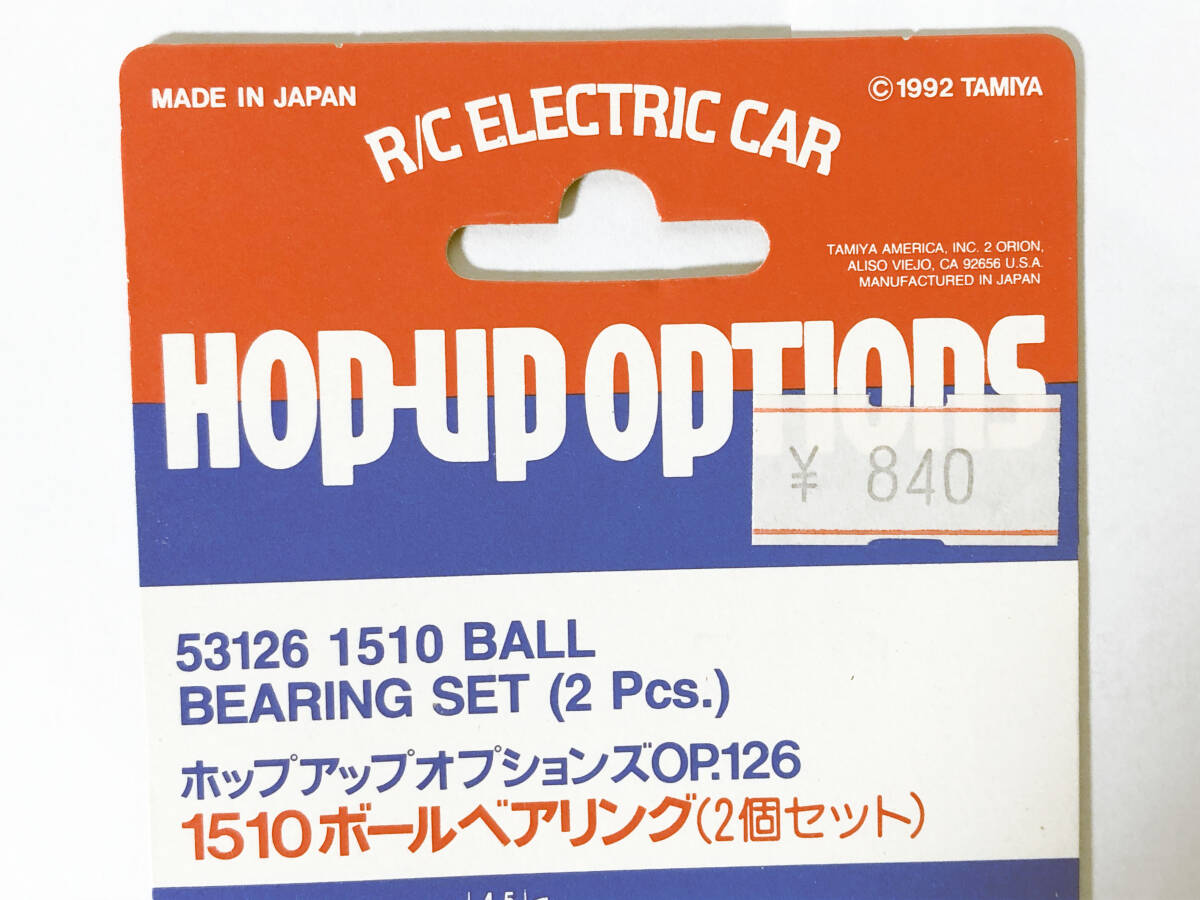 MADE IN JAPAN
©1992 TAMIYA
R/C ELECTRIC CAR
TAMIYA AMERICA, INC. 2 ORION,
ALISO VIEJO, CA 92656 U.S.A.
MANUFACTURED IN JAPAN
HOP-UP OPTIONS
¥ 840
53126 1510 BALL
BEARING SET (2 Pcs.)
ホップアップオプションズOP.126
1510ボールベアリング(2個セット)